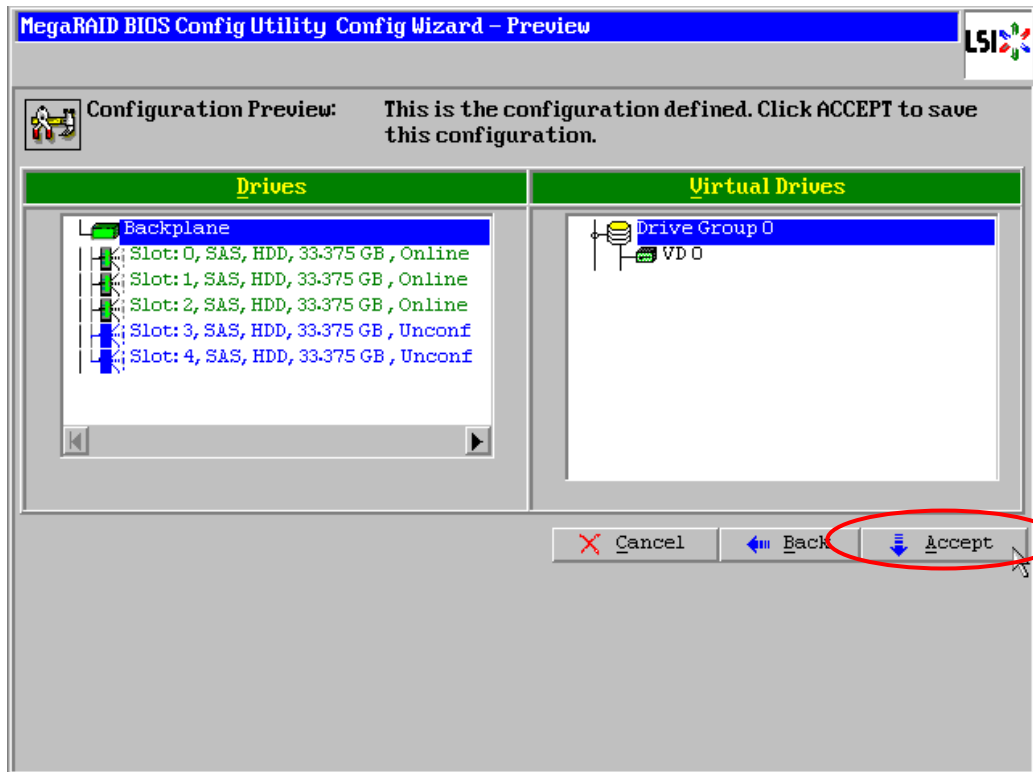 MegaRAID BIOS Config Utility Config Wizard – Preview
LSI
Configuration Preview: This is the configuration defined. Click ACCEPT to save
this configuration.
Drives
Backplane
Slot: 0, SAS, HDD, 33.375 GB , Online
Slot: 1, SAS, HDD, 33.375 GB , Online
Slot: 2, SAS, HDD, 33.375 GB , Online
Slot: 3, SAS, HDD, 33.375 GB , Unconf
Slot: 4, SAS, HDD, 33.375 GB , Unconf
Virtual Drives
Drive Group 0
VD 0
Cancel
Back
Accept